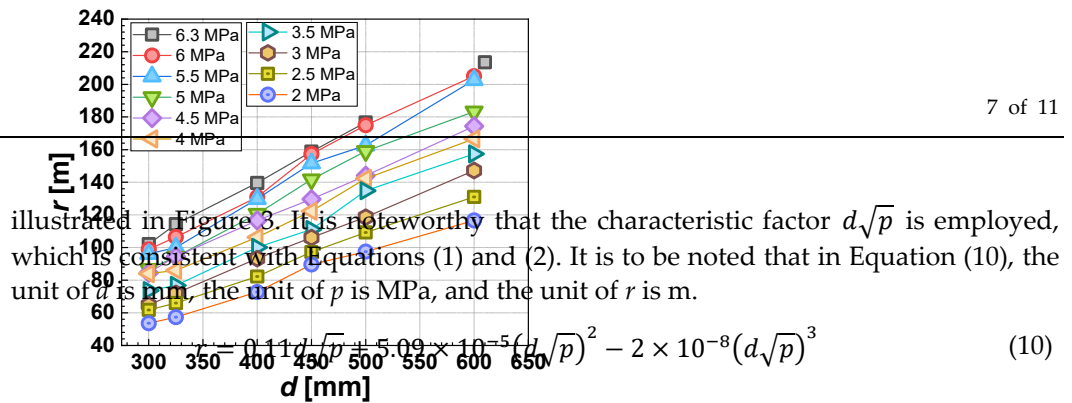 240
220
200
180
160
140
120
100
80
60
40
r [m]
6.3 MPa
6 MPa
5.5 MPa
5 MPa
4.5 MPa
4 MPa
3.5 MPa
3 MPa
2.5 MPa
2 MPa
300 350 400 450 500 550 600 650
d [mm]
7 of 11
illustrated in Figure 3. It is noteworthy that the characteristic factor d√p is employed,
which is consistent with Equations (1) and (2). It is to be noted that in Equation (10), the
unit of d is mm, the unit of p is MPa, and the unit of r is m.
r = 0.11d√p + 5.09 × 10⁻⁵(d√p)² − 2 × 10⁻⁸(d√p)³ (10)